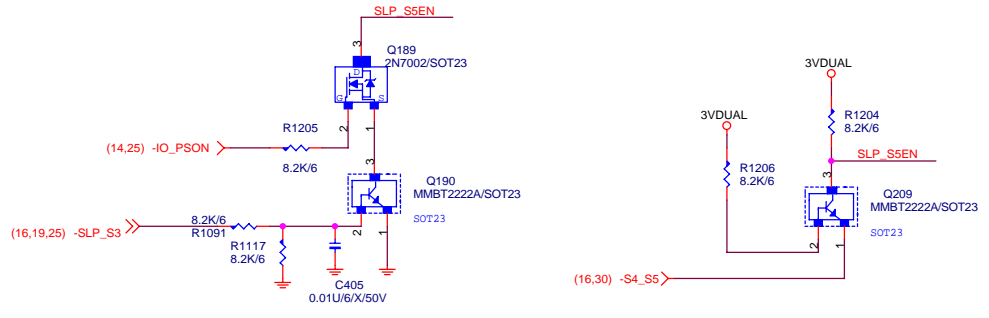 SLP_S5EN
3
Q189
2N7002/SOT23
D
G
S
2
1
R1205
(14,25) -IO_PSON
8.2K/6
3
Q190
MMBT2222A/SOT23
SOT23
8.2K/6
(16,19,25) -SLP_S3
R1091
R1117
8.2K/6
2
1
C405
0.01U/6/X/50V
3VDUAL
3VDUAL
R1204
8.2K/6
SLP_S5EN
R1206
8.2K/6
3
Q209
MMBT2222A/SOT23
SOT23
2
1
(16,30) -S4_S5